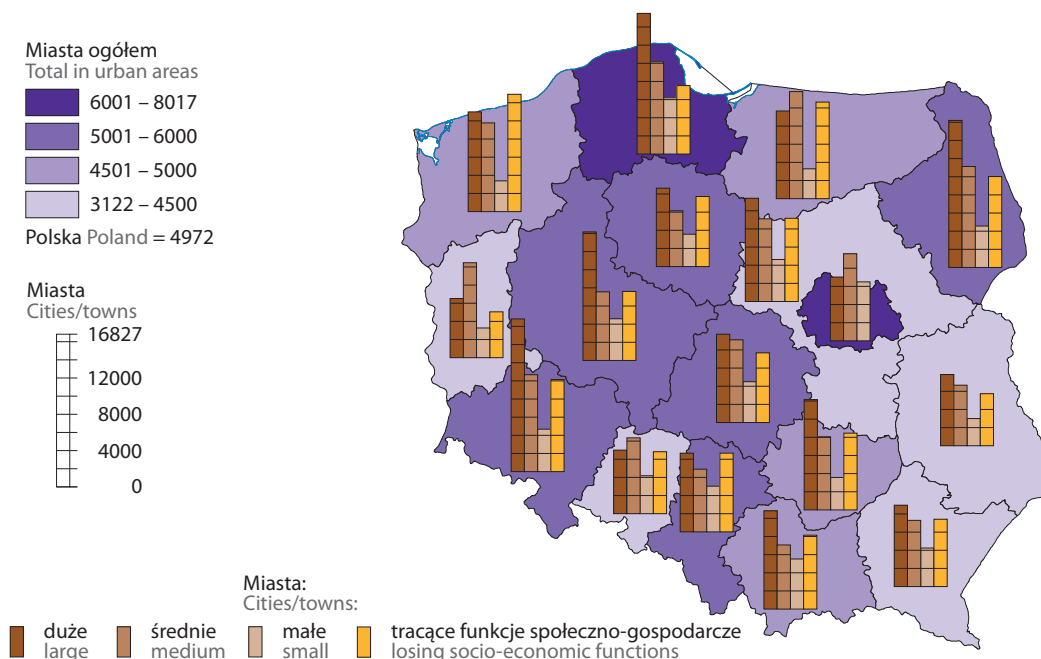 Miasta ogółem
Total in urban areas
6001 – 8017
5001 – 6000
4501 – 5000
3122 – 4500
Polska Poland = 4972
Miasta
Cities/towns
16827
12000
8000
4000
0
Miasta:
Cities/towns:
duże
large
średnie
medium
małe
small
tracące funkcje społeczno-gospodarcze
losing socio-economic functions